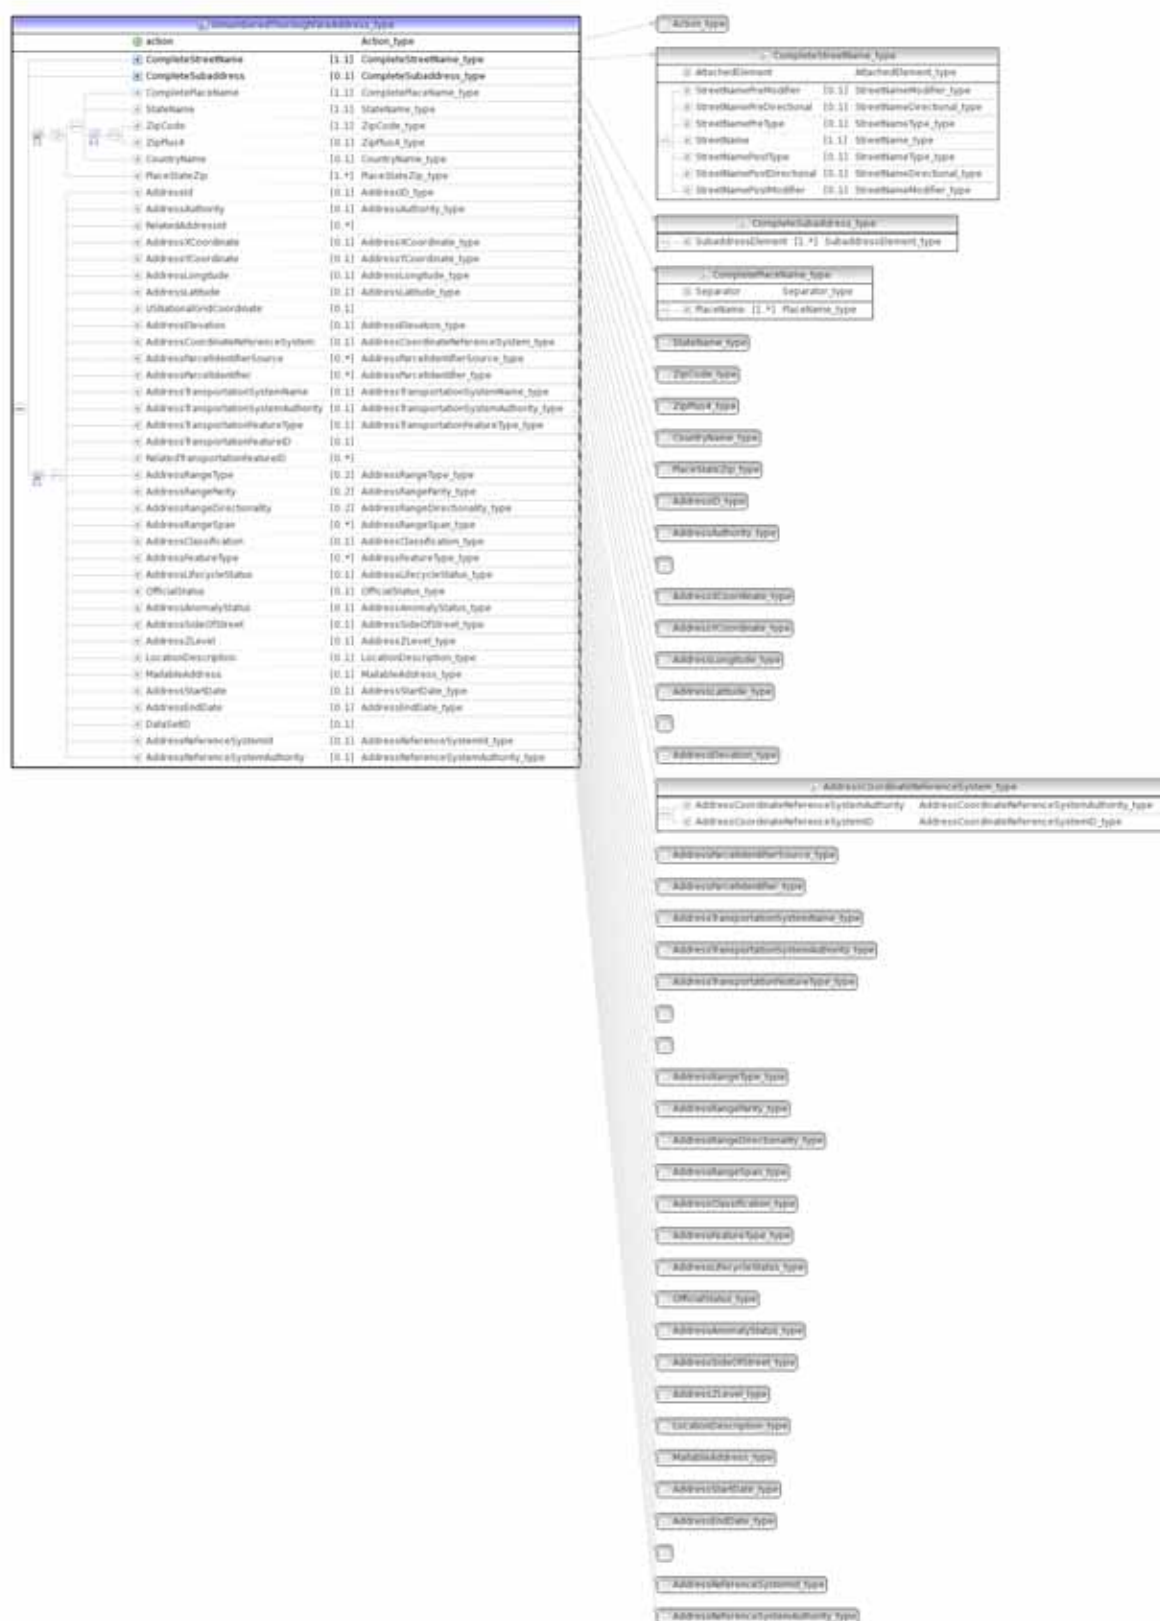 UnnumberedThoroughfareAddress_type
action Action_type
CompleteStreetName [1..1] CompleteStreetName_type
CompleteSubaddress [0..1] CompleteSubaddress_type
CompletePlaceName [1..1] CompletePlaceName_type
StateName [1..1] StateName_type
ZipCode [1..1] ZipCode_type
ZipPlus4 [0..1] ZipPlus4_type
CountryName [0..1] CountryName_type
PlaceStateZip [1..*] PlaceStateZip_type
AddressId [0..1] AddressID_type
AddressAuthority [0..1] AddressAuthority_type
RelatedAddressId [0..*]
AddressXCoordinate [0..1] AddressXCoordinate_type
AddressYCoordinate [0..1] AddressYCoordinate_type
AddressLongitude [0..1] AddressLongitude_type
AddressLatitude [0..1] AddressLatitude_type
USNationalGridCoordinate [0..1]
AddressElevation [0..1] AddressElevation_type
AddressCoordinateReferenceSystem [0..1] AddressCoordinateReferenceSystem_type
AddressParcelIdentifierSource [0..*] AddressParcelIdentifierSource_type
AddressParcelIdentifier [0..*] AddressParcelIdentifier_type
AddressTransportationSystemName [0..1] AddressTransportationSystemName_type
AddressTransportationSystemAuthority [0..1] AddressTransportationSystemAuthority_type
AddressTransportationFeatureType [0..1] AddressTransportationFeatureType_type
AddressTransportationFeatureID [0..1]
RelatedTransportationFeatureID [0..*]
AddressRangeType [0..2] AddressRangeType_type
AddressRangeParity [0..2] AddressRangeParity_type
AddressRangeDirectionality [0..2] AddressRangeDirectionality_type
AddressRangeSpan [0..*] AddressRangeSpan_type
AddressClassification [0..1] AddressClassification_type
AddressFeatureType [0..*] AddressFeatureType_type
AddressLifecycleStatus [0..1] AddressLifecycleStatus_type
OfficialStatus [0..1] OfficialStatus_type
AddressAnomalyStatus [0..1] AddressAnomalyStatus_type
AddressSideOfStreet [0..1] AddressSideOfStreet_type
AddressZLevel [0..1] AddressZLevel_type
LocationDescription [0..1] LocationDescription_type
MailableAddress [0..1] MailableAddress_type
AddressStartDate [0..1] AddressStartDate_type
AddressEndDate [0..1] AddressEndDate_type
DataSetID [0..1]
AddressReferenceSystemId [0..1] AddressReferenceSystemId_type
AddressReferenceSystemAuthority [0..1] AddressReferenceSystemAuthority_type
Action_type
CompleteStreetName_type
AttachedElement AttachedElement_type
StreetNamePreModifier [0..1] StreetNameModifier_type
StreetNamePreDirectional [0..1] StreetNameDirectional_type
StreetNamePreType [0..1] StreetNameType_type
StreetName [1..1] StreetName_type
StreetNamePostType [0..1] StreetNameType_type
StreetNamePostDirectional [0..1] StreetNameDirectional_type
StreetNamePostModifier [0..1] StreetNameModifier_type
CompleteSubaddress_type
SubaddressElement [1..*] SubaddressElement_type
CompletePlaceName_type
Separator Separator_type
PlaceName [1..*] PlaceName_type
StateName_type
ZipCode_type
ZipPlus4_type
CountryName_type
PlaceStateZip_type
AddressID_type
AddressAuthority_type
AddressXCoordinate_type
AddressYCoordinate_type
AddressLongitude_type
AddressLatitude_type
AddressElevation_type
AddressCoordinateReferenceSystem_type
AddressCoordinateReferenceSystemAuthority AddressCoordinateReferenceSystemAuthority_type
AddressCoordinateReferenceSystemID AddressCoordinateReferenceSystemID_type
AddressParcelIdentifierSource_type
AddressParcelIdentifier_type
AddressTransportationSystemName_type
AddressTransportationSystemAuthority_type
AddressTransportationFeatureType_type
AddressRangeType_type
AddressRangeParity_type
AddressRangeDirectionality_type
AddressRangeSpan_type
AddressClassification_type
AddressFeatureType_type
AddressLifecycleStatus_type
OfficialStatus_type
AddressAnomalyStatus_type
AddressSideOfStreet_type
AddressZLevel_type
LocationDescription_type
MailableAddress_type
AddressStartDate_type
AddressEndDate_type
AddressReferenceSystemId_type
AddressReferenceSystemAuthority_type